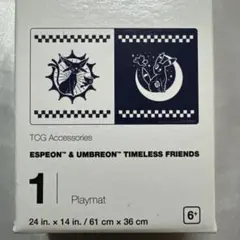 TCG Accessories
ESPEON™ & UMBREON™ TIMELESS FRIENDS
1
Playmat
24 in. × 14 in. / 61 cm × 36 cm
6+